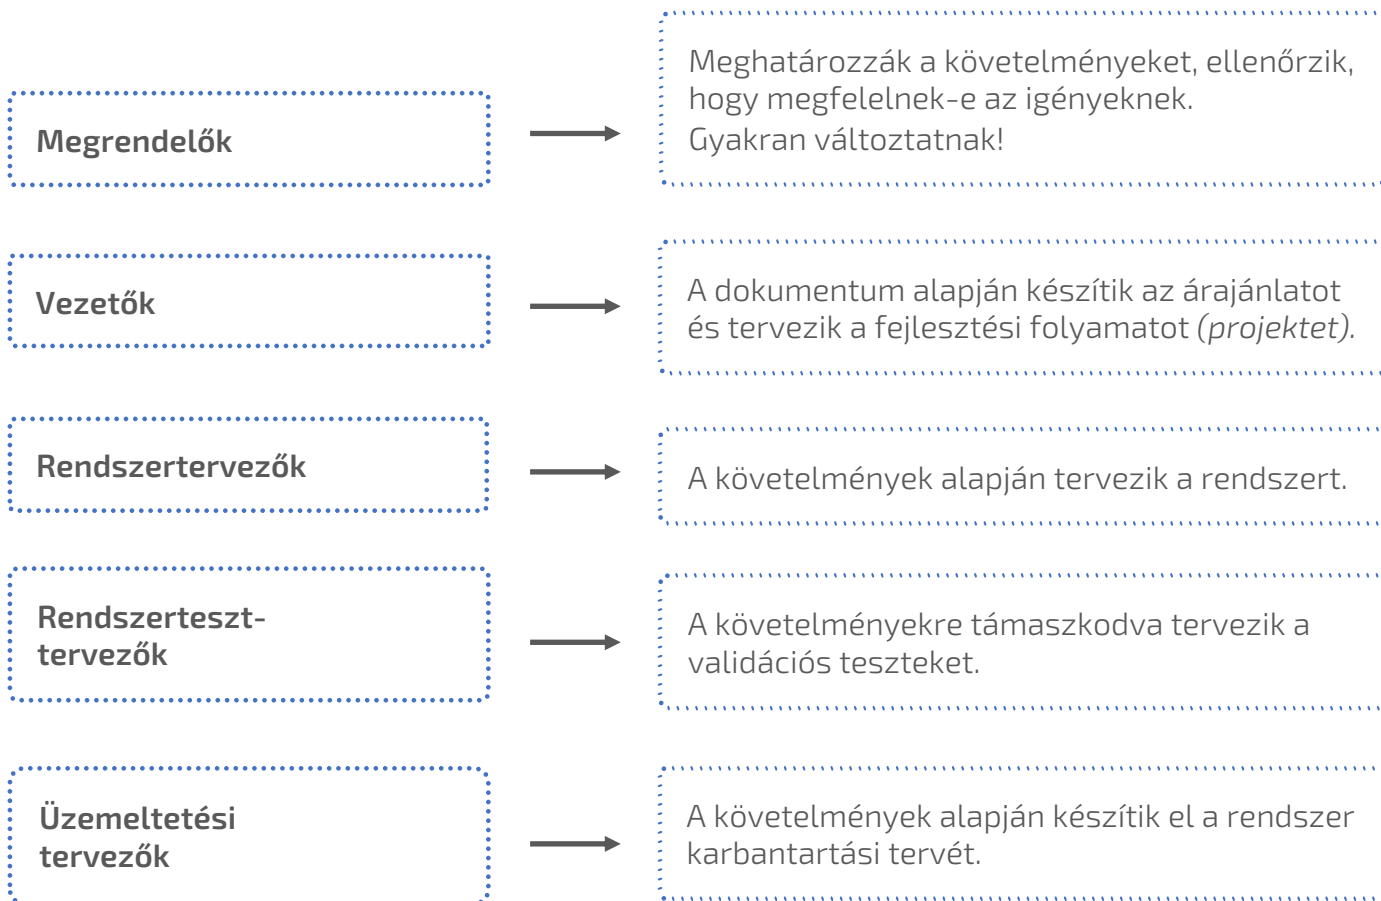 Megrendelők
Meghatározzák a követelményeket, ellenőrzik,
hogy megfelelnek-e az igényeknek.
Gyakran változtatnak!
Vezetők
A dokumentum alapján készítik az árajánlatot
és tervezik a fejlesztési folyamatot (projektet).
Rendszertervezők
A követelmények alapján tervezik a rendszert.
Rendszerteszt-
tervezők
A követelményekre támaszkodva tervezik a
validációs teszteket.
Üzemeltetési
tervezők
A követelmények alapján készítik el a rendszer
karbantartási tervét.